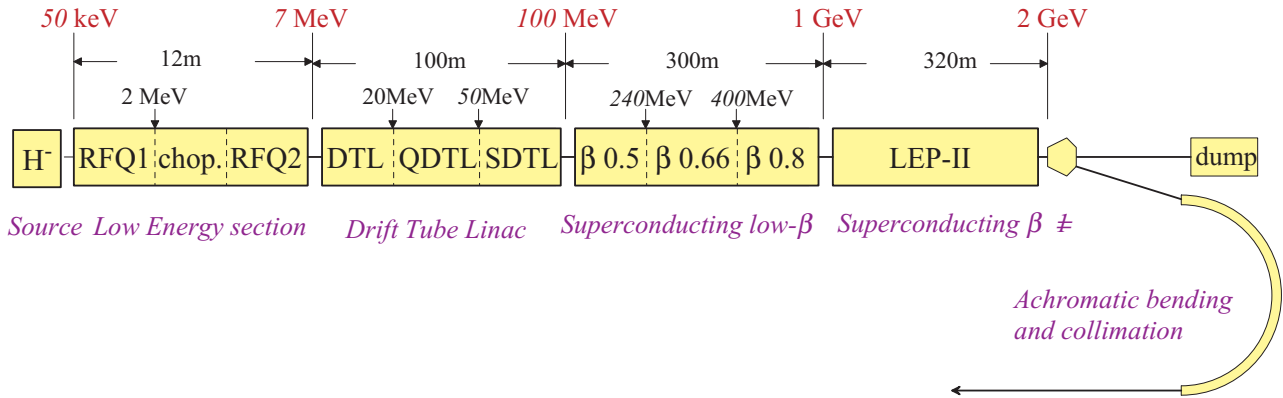 50 keV 7 MeV 100 MeV 1 GeV 2 GeV
12m 100m 300m 320m
2 MeV 20MeV 50MeV 240MeV 400MeV
H- RFQ1 chop. RFQ2 DTL QDTL SDTL β 0.5 β 0.66 β 0.8 LEP-II dump
Source Low Energy section Drift Tube Linac Superconducting low-β Superconducting β ≠
Achromatic bending
and collimation